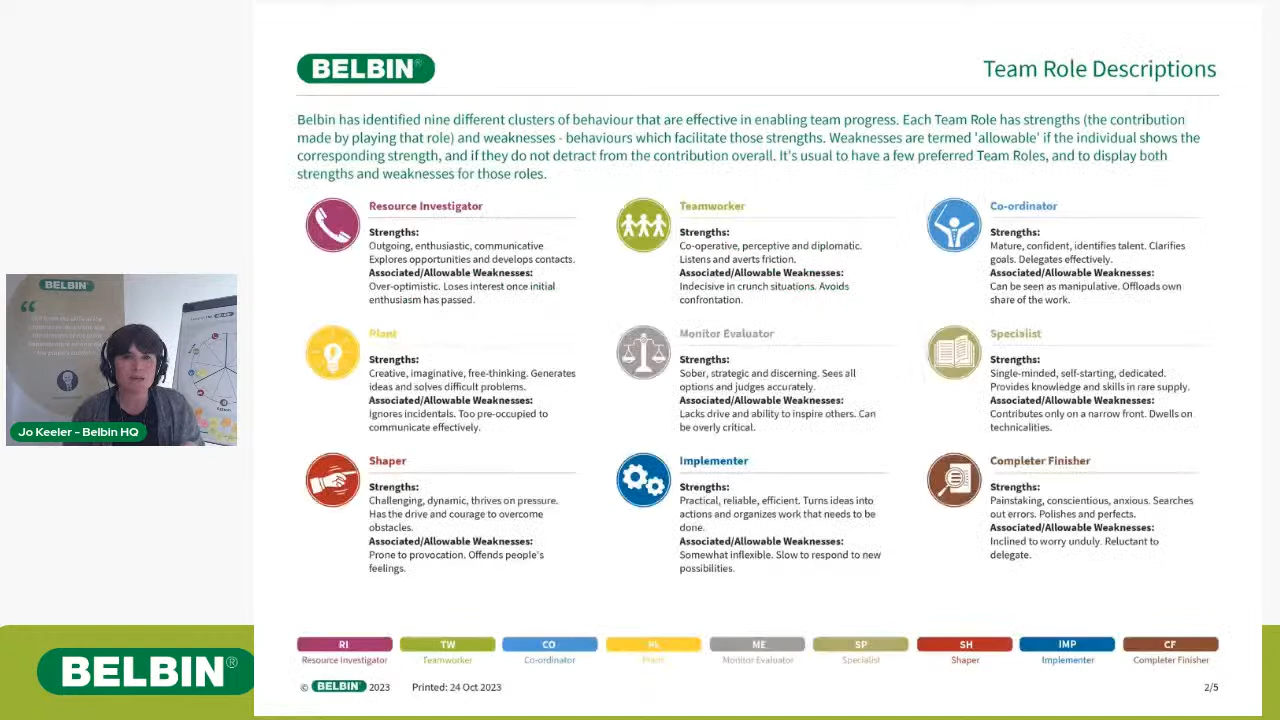 BELBIN®
Team Role Descriptions
Belbin has identified nine different clusters of behaviour that are effective in enabling team progress. Each Team Role has strengths (the contribution
made by playing that role) and weaknesses - behaviours which facilitate those strengths. Weaknesses are termed 'allowable' if the individual shows the
corresponding strength, and if they do not detract from the contribution overall. It's usual to have a few preferred Team Roles, and to display both
strengths and weaknesses for those roles.
Resource Investigator
Strengths:
Outgoing, enthusiastic, communicative
Explores opportunities and develops contacts.
Associated/Allowable Weaknesses:
Over-optimistic. Loses interest once initial
enthusiasm has passed.
Teamworker
Strengths:
Co-operative, perceptive and diplomatic.
Listens and averts friction.
Associated/Allowable Weaknesses:
Indecisive in crunch situations. Avoids
confrontation.
Co-ordinator
Strengths:
Mature, confident, identifies talent. Clarifies
goals. Delegates effectively.
Associated/Allowable Weaknesses:
Can be seen as manipulative. Offloads own
share of the work.
Plant
Strengths:
Creative, imaginative, free-thinking. Generates
ideas and solves difficult problems.
Associated/Allowable Weaknesses:
Ignores incidentals. Too pre-occupied to
communicate effectively.
Monitor Evaluator
Strengths:
Sober, strategic and discerning. Sees all
options and judges accurately.
Associated/Allowable Weaknesses:
Lacks drive and ability to inspire others. Can
be overly critical.
Specialist
Strengths:
Single-minded, self-starting, dedicated.
Provides knowledge and skills in rare supply.
Associated/Allowable Weaknesses:
Contributes only on a narrow front. Dwells on
technicalities.
Shaper
Strengths:
Challenging, dynamic, thrives on pressure.
Has the drive and courage to overcome
obstacles.
Associated/Allowable Weaknesses:
Prone to provocation. Offends people's
feelings.
Implementer
Strengths:
Practical, reliable, efficient. Turns ideas into
actions and organizes work that needs to be
done.
Associated/Allowable Weaknesses:
Somewhat inflexible. Slow to respond to new
possibilities.
Completer Finisher
Strengths:
Painstaking, conscientious, anxious. Searches
out errors. Polishes and perfects.
Associated/Allowable Weaknesses:
Inclined to worry unduly. Reluctant to
delegate.
BELBIN
Jo Keeler – Belbin HQ
RI TW CO PL ME SP SH IMP CF
Resource Investigator Teamworker Co-ordinator Plant Monitor Evaluator Specialist Shaper Implementer Completer Finisher
© BELBIN 2023 Printed: 24 Oct 2023 2/5
BELBIN®